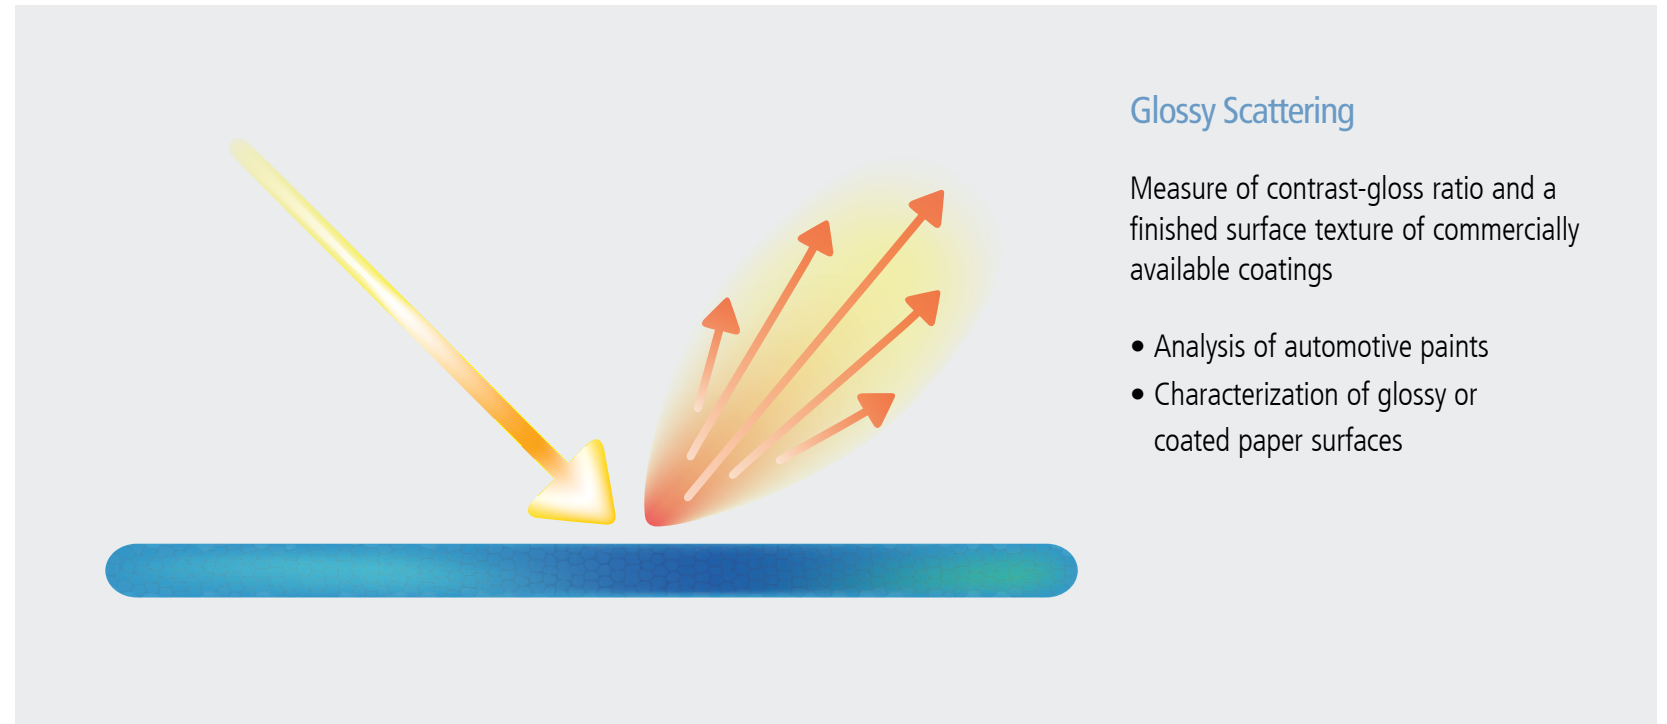 Glossy Scattering
Measure of contrast-gloss ratio and a
finished surface texture of commercially
available coatings
• Analysis of automotive paints
• Characterization of glossy or
coated paper surfaces